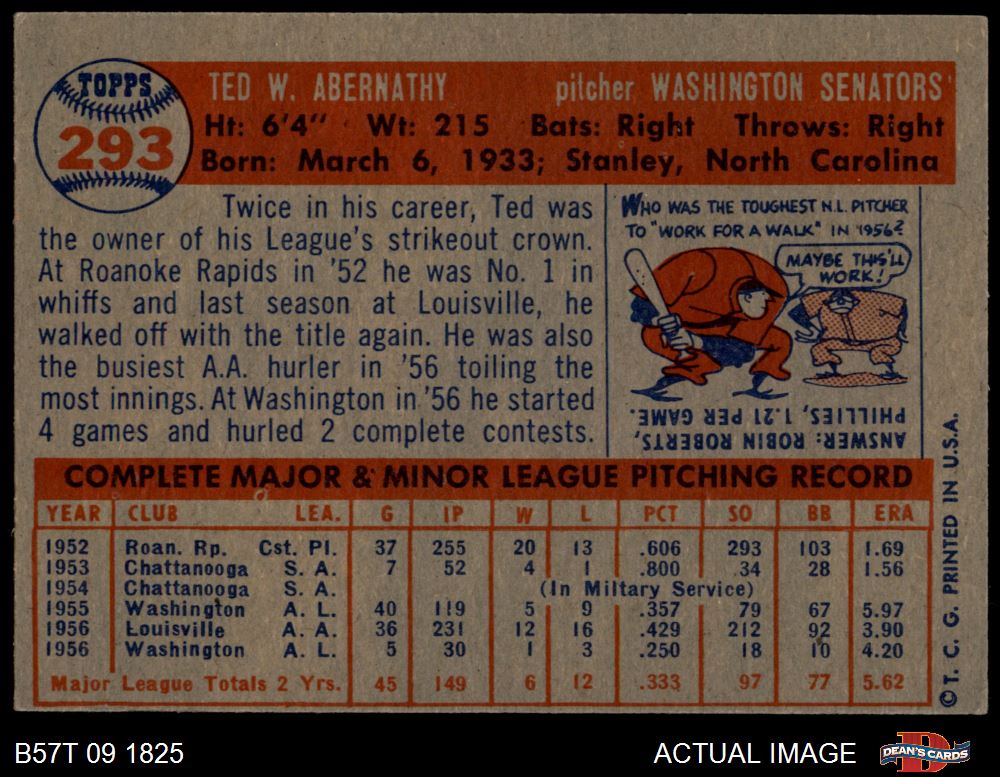 TOPPS
293
TED W. ABERNATHY pitcher WASHINGTON SENATORS
Ht: 6'4" Wt: 215 Bats: Right Throws: Right
Born: March 6, 1933; Stanley, North Carolina
Twice in his career, Ted was
the owner of his League's strikeout crown.
At Roanoke Rapids in '52 he was No. 1 in
whiffs and last season at Louisville, he
walked off with the title again. He was also
the busiest A.A. hurler in '56 toiling the
most innings. At Washington in '56 he started
4 games and hurled 2 complete contests.
WHO WAS THE TOUGHEST N.L. PITCHER
TO "WORK FOR A WALK" IN 1956?
MAYBE THIS'LL
WORK!
ANSWER: ROBIN ROBERTS,
PHILLIES, 1.21 PER GAME.
COMPLETE MAJOR & MINOR LEAGUE PITCHING RECORD
YEAR CLUB LEA. G IP W L PCT SO BB ERA
1952 Roan. Rp. Cst. Pl. 37 255 20 13 .606 293 103 1.69
1953 Chattanooga S. A. 7 52 4 1 .800 34 28 1.56
1954 Chattanooga S. A. (In Miltary Service)
1955 Washington A. L. 40 119 5 9 .357 79 67 5.97
1956 Louisville A. A. 36 231 12 16 .429 212 92 3.90
1956 Washington A. L. 5 30 1 3 .250 18 10 4.20
Major League Totals 2 Yrs. 45 149 6 12 .333 97 77 5.62
© T. C. G. PRINTED IN U.S.A.
B57T 09 1825
ACTUAL IMAGE
DEAN'S CARDS